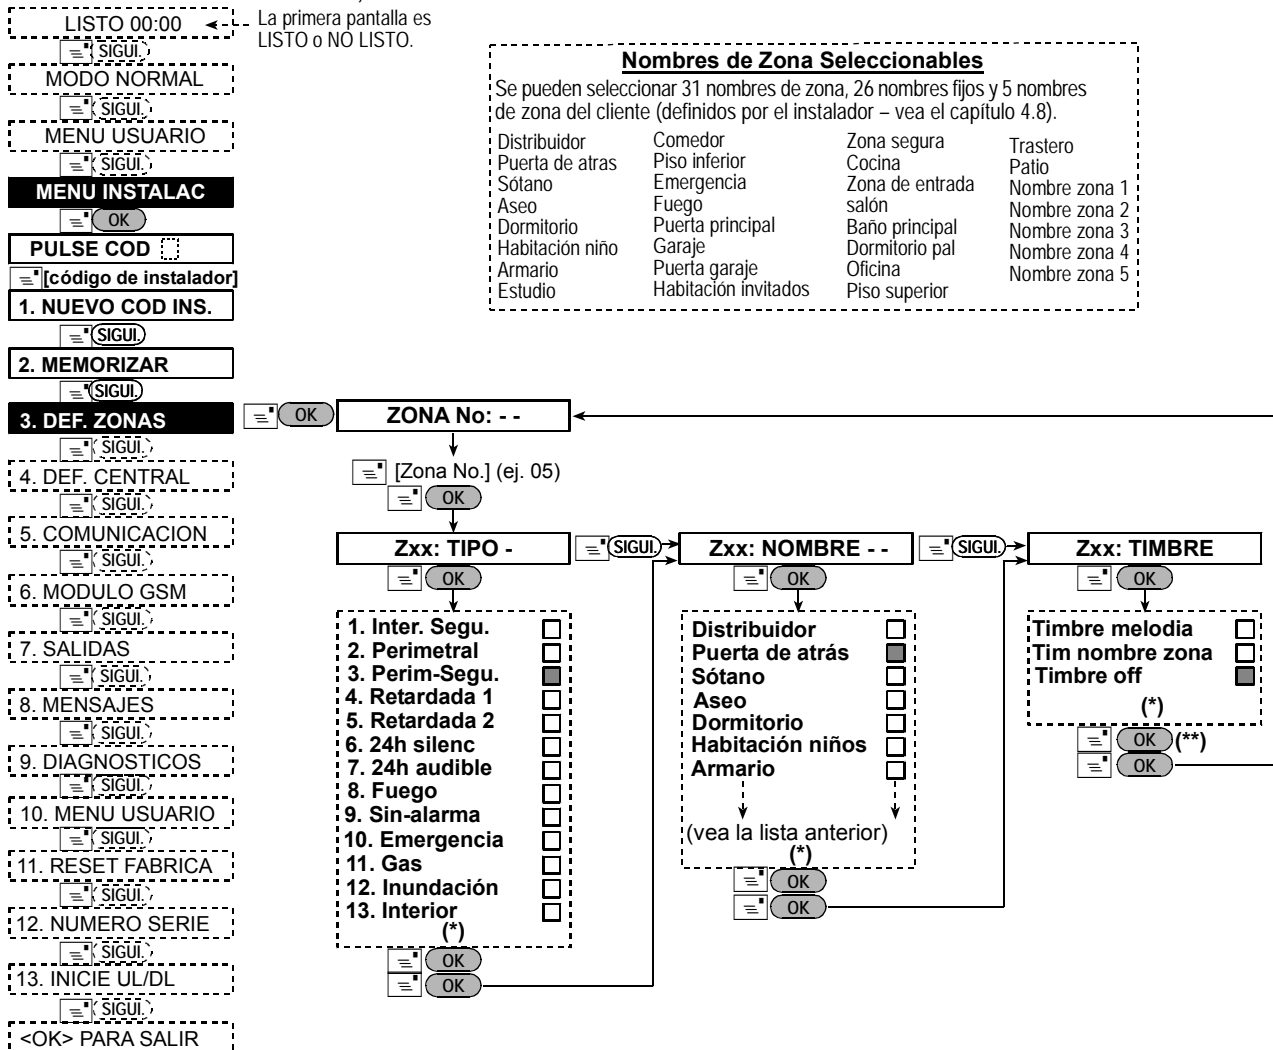 LISTO 00:00
La primera pantalla es
LISTO o NO LISTO.
SIGUI.
MODO NORMAL
SIGUI.
MENU USUARIO
SIGUI.
MENU INSTALAC
OK
PULSE COD
[código de instalador]
1. NUEVO COD INS.
SIGUI.
2. MEMORIZAR
SIGUI.
3. DEF. ZONAS
SIGUI.
4. DEF. CENTRAL
SIGUI.
5. COMUNICACION
SIGUI.
6. MODULO GSM
SIGUI.
7. SALIDAS
SIGUI.
8. MENSAJES
SIGUI.
9. DIAGNOSTICOS
SIGUI.
10. MENU USUARIO
SIGUI.
11. RESET FABRICA
SIGUI.
12. NUMERO SERIE
SIGUI.
13. INICIE UL/DL
SIGUI.
<OK> PARA SALIR
Nombres de Zona Seleccionables
Se pueden seleccionar 31 nombres de zona, 26 nombres fijos y 5 nombres
de zona del cliente (definidos por el instalador – vea el capítulo 4.8).
Distribuidor
Puerta de atras
Sótano
Aseo
Dormitorio
Habitación niño
Armario
Estudio
Comedor
Piso inferior
Emergencia
Fuego
Puerta principal
Garaje
Puerta garaje
Habitación invitados
Zona segura
Cocina
Zona de entrada
salón
Baño principal
Dormitorio pal
Oficina
Piso superior
Trastero
Patio
Nombre zona 1
Nombre zona 2
Nombre zona 3
Nombre zona 4
Nombre zona 5
OK
ZONA No: - -
[Zona No.] (ej. 05)
OK
Zxx: TIPO -
OK
1. Inter. Segu.
2. Perimetral
3. Perim-Segu.
4. Retardada 1
5. Retardada 2
6. 24h silenc
7. 24h audible
8. Fuego
9. Sin-alarma
10. Emergencia
11. Gas
12. Inundación
13. Interior
(*)
OK
OK
SIGUI.
Zxx: NOMBRE - -
OK
Distribuidor
Puerta de atrás
Sótano
Aseo
Dormitorio
Habitación niños
Armario
(vea la lista anterior)
(*)
OK
OK
SIGUI.
Zxx: TIMBRE
OK
Timbre melodia
Tim nombre zona
Timbre off
(*)
OK (**)
OK